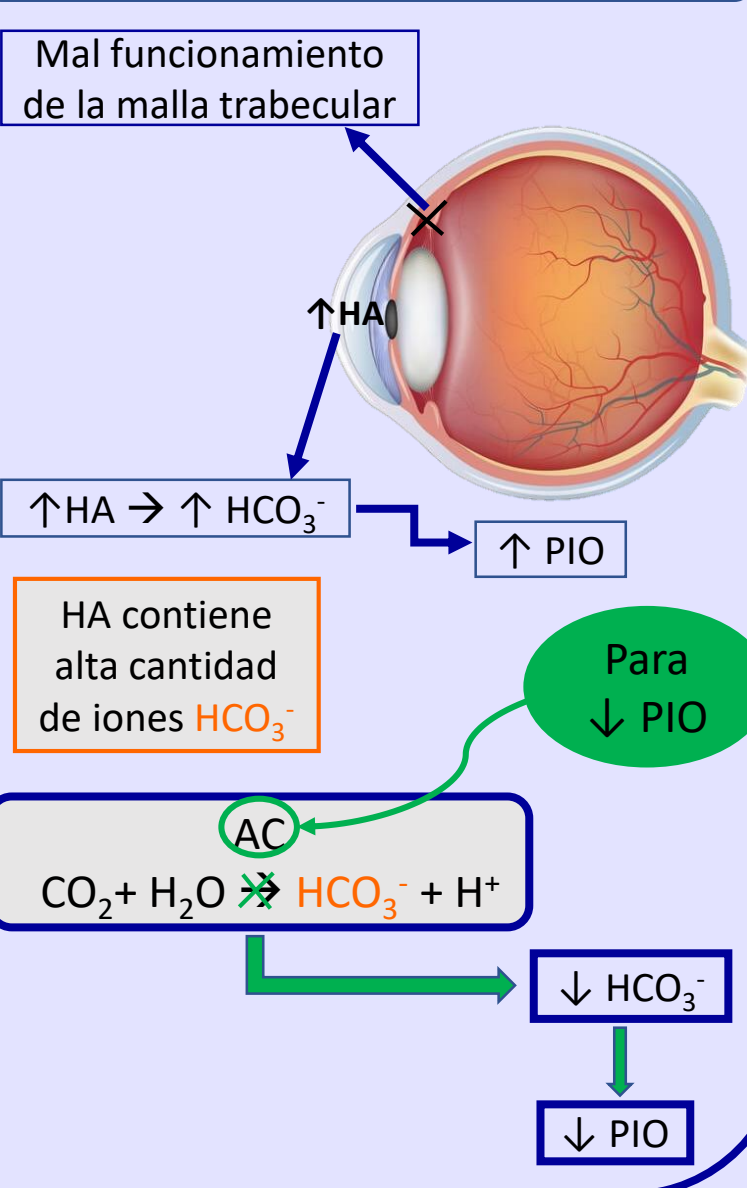 Mal funcionamiento
de la malla trabecular
↑HA
↑HA → ↑ HCO₃⁻
↑ PIO
HA contiene
alta cantidad
de iones HCO₃⁻
Para
↓ PIO
AC
CO₂+ H₂O → HCO₃⁻ + H⁺
↓ HCO₃⁻
↓ PIO